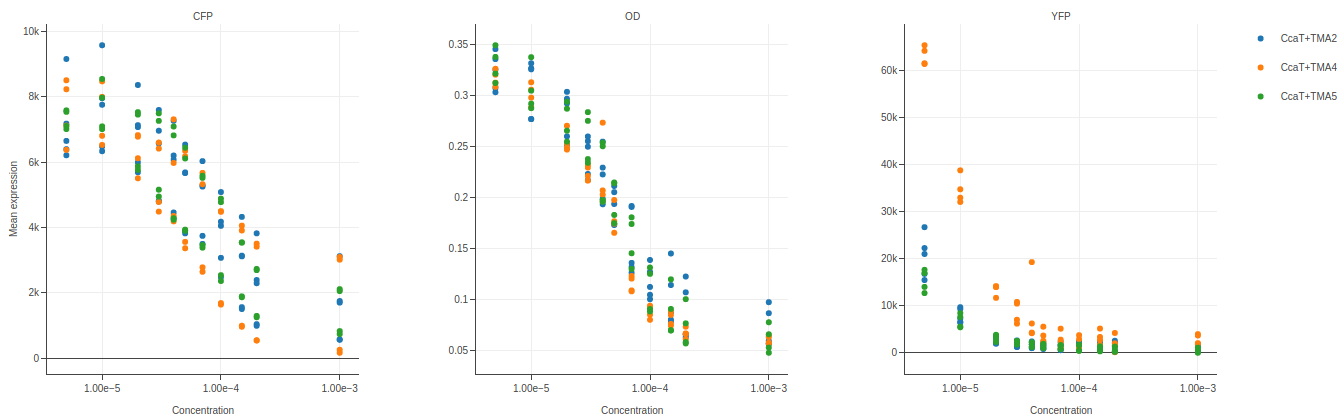 CFP
OD
YFP
Mean expression
10k
8k
6k
4k
2k
0
0.35
0.3
0.25
0.2
0.15
0.1
0.05
60k
50k
40k
30k
20k
10k
0
1.00e−5
1.00e−4
1.00e−3
1.00e−5
1.00e−4
1.00e−3
1.00e−5
1.00e−4
1.00e−3
Concentration
Concentration
Concentration
CcaT+TMA2
CcaT+TMA4
CcaT+TMA5